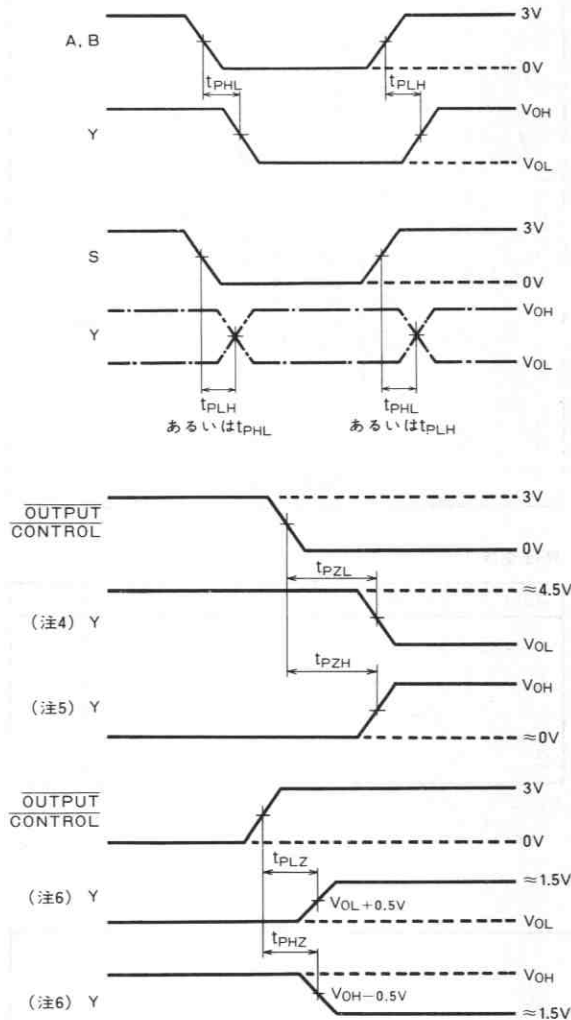 3V
A, B
0V
tPHL
tPLH
VOH
Y
VOL
3V
S
0V
VOH
Y
VOL
tPLH
あるいはtPHL
tPHL
あるいはtPLH
3V
OUTPUT
CONTROL
0V
tPZL
≈4.5V
(注4) Y
VOL
tPZH
VOH
(注5) Y
≈0V
3V
OUTPUT
CONTROL
0V
tPLZ
≈1.5V
(注6) Y
VOL+0.5V
VOL
tPHZ
VOH
VOH−0.5V
(注6) Y
≈1.5V